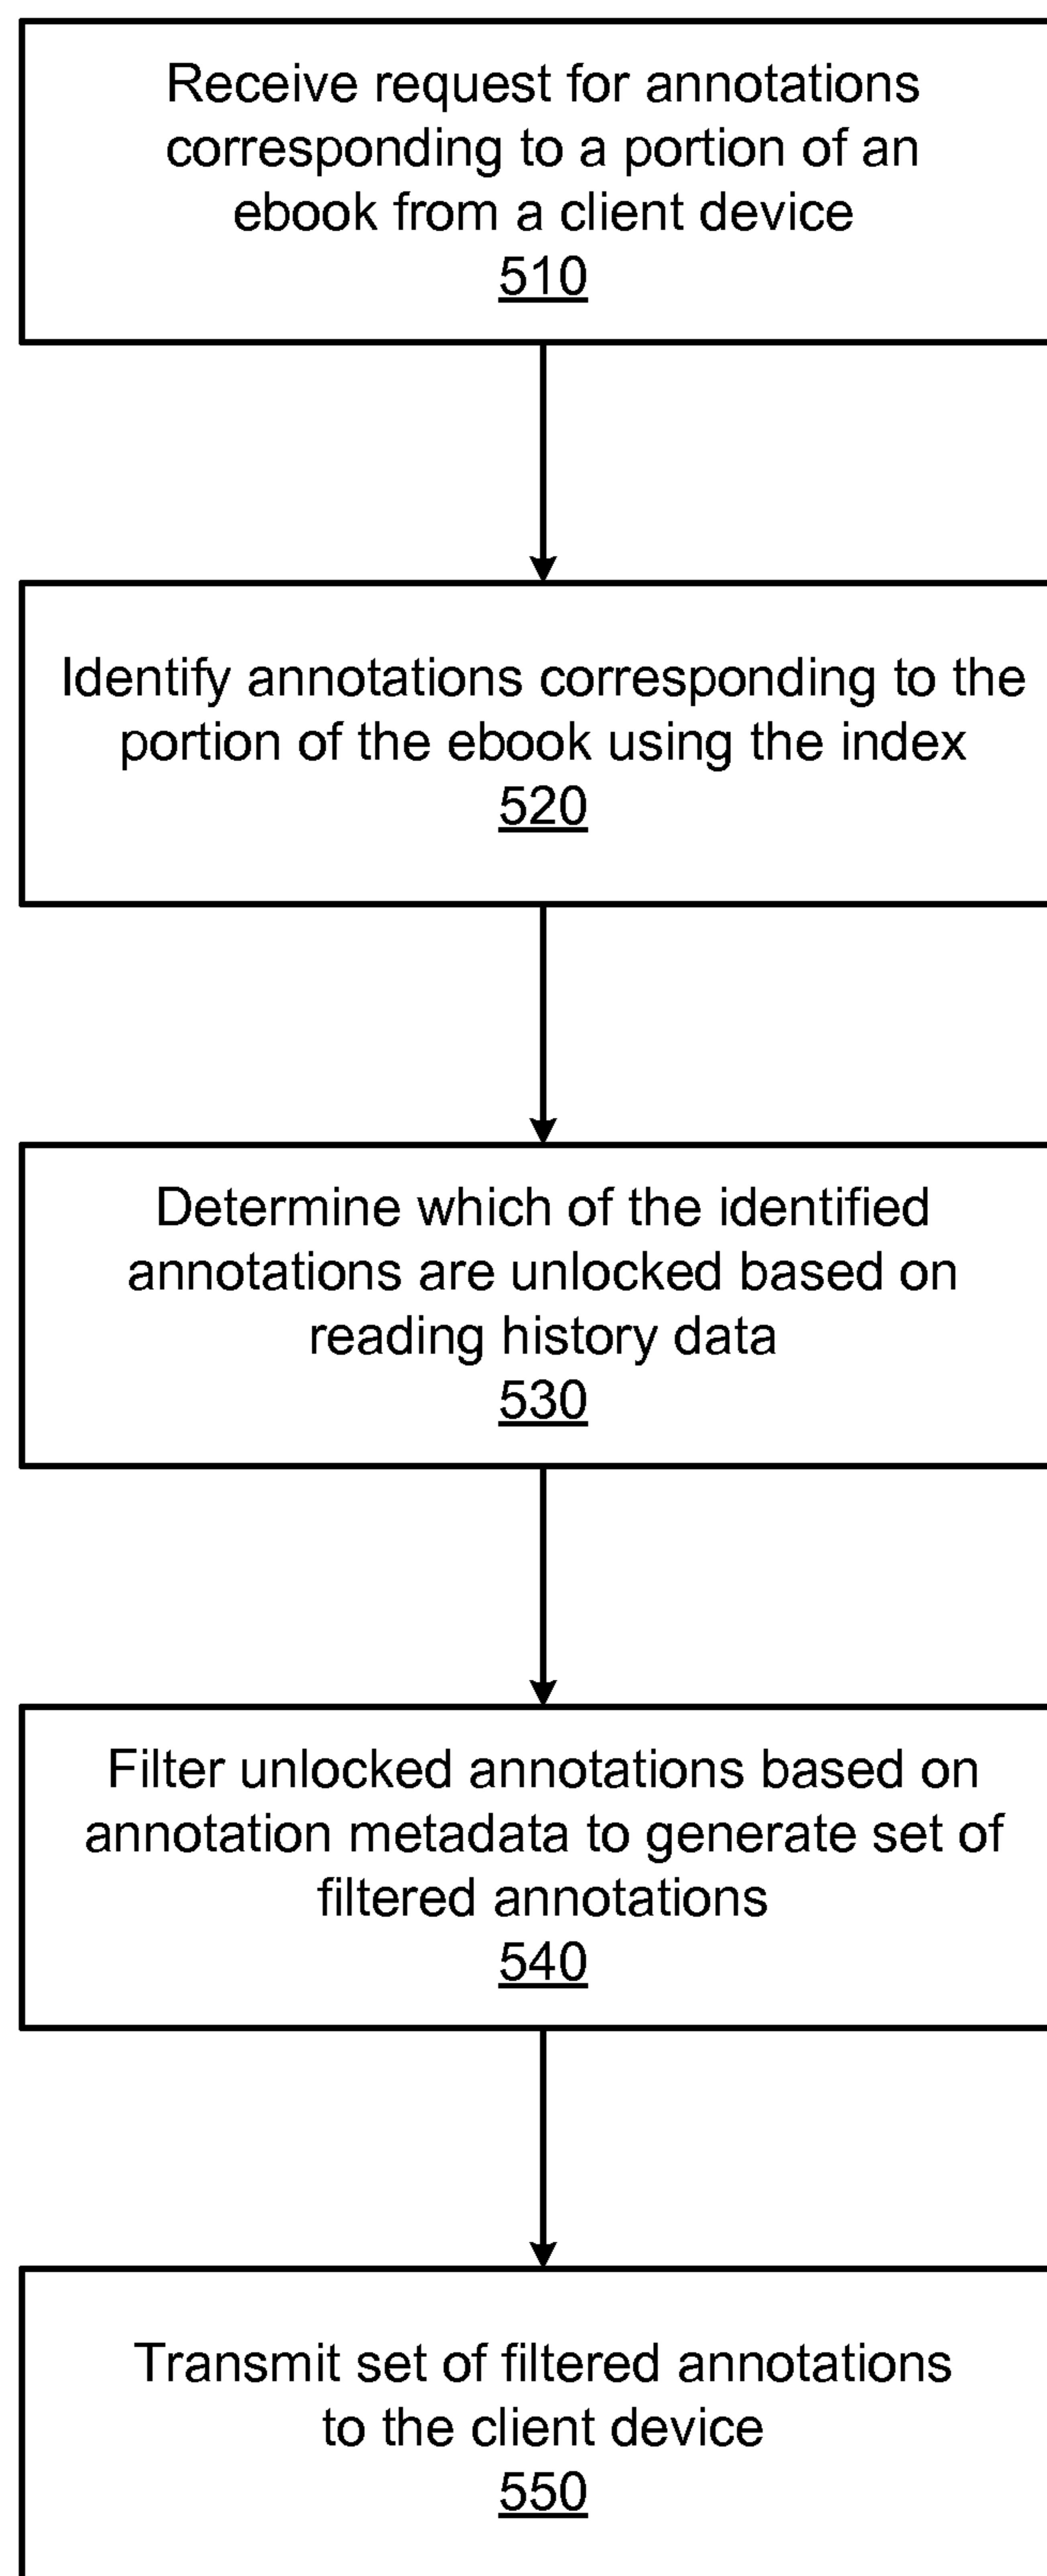 Receive request for annotations
corresponding to a portion of an
ebook from a client device
510
Identify annotations corresponding to the
portion of the ebook using the index
520
Determine which of the identified
annotations are unlocked based on
reading history data
530
Filter unlocked annotations based on
annotation metadata to generate set of
filtered annotations
540
Transmit set of filtered annotations
to the client device
550